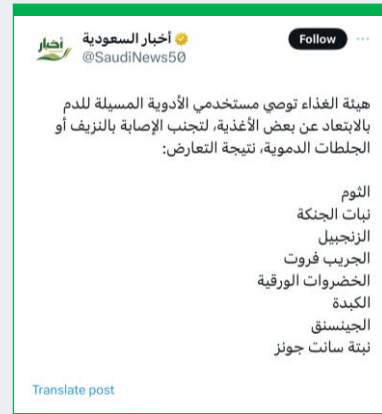 أخبار السعودية
@SaudiNews50
Follow
أخبار
هيئة الغذاء توصي مستخدمي الأدوية المسيلة للدم
بالابتعاد عن بعض الأغذية، لتجنب الإصابة بالنزيف أو
الجلطات الدموية، نتيجة التعارض:
الثوم
نبات الجنكة
الزنجبيل
الجريب فروت
الخضروات الورقية
الكبدة
الجينسنق
نبتة سانت جونز
Translate post